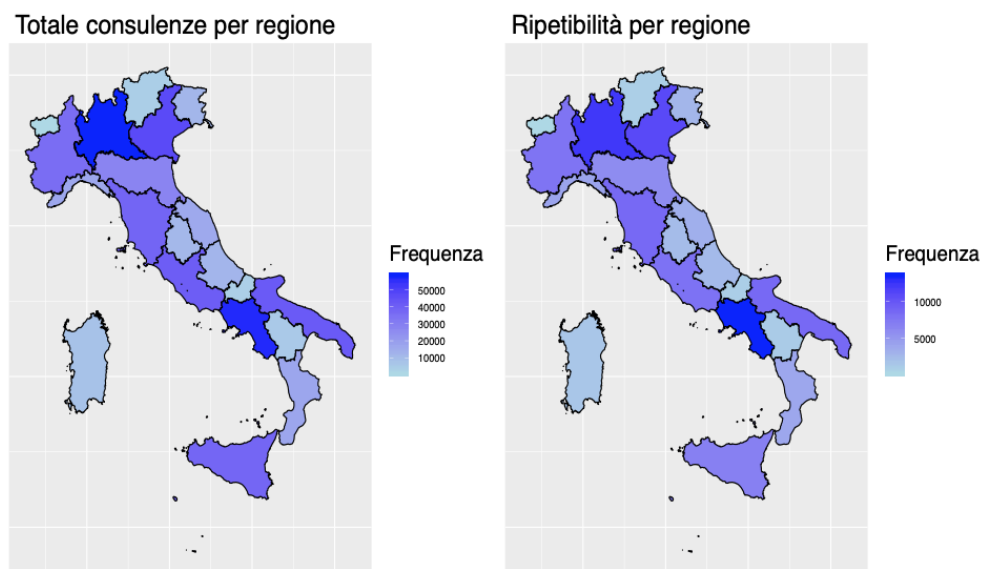 Totale consulenze per regione
Frequenza
50000
40000
30000
20000
10000
Ripetibilità per regione
Frequenza
10000
5000